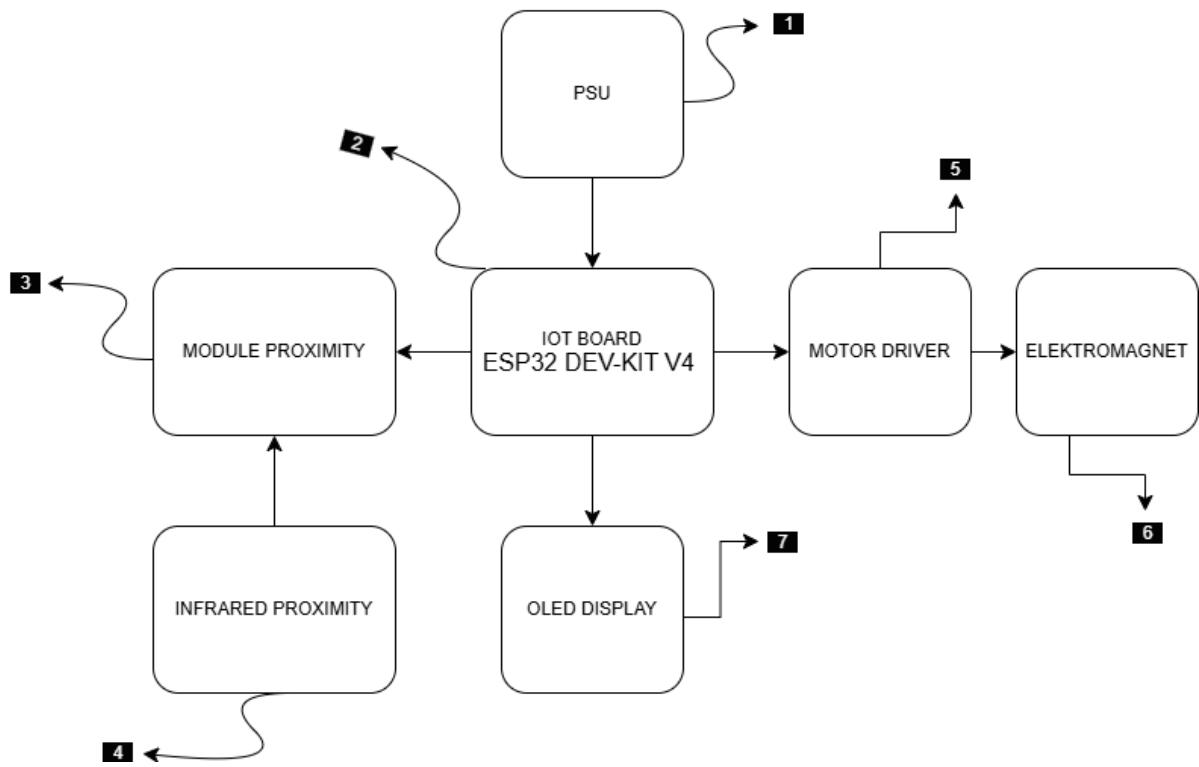 1
PSU
2
5
3
MODULE PROXIMITY
IOT BOARD
ESP32 DEV-KIT V4
MOTOR DRIVER
ELEKTROMAGNET
6
7
INFRARED PROXIMITY
OLED DISPLAY
4